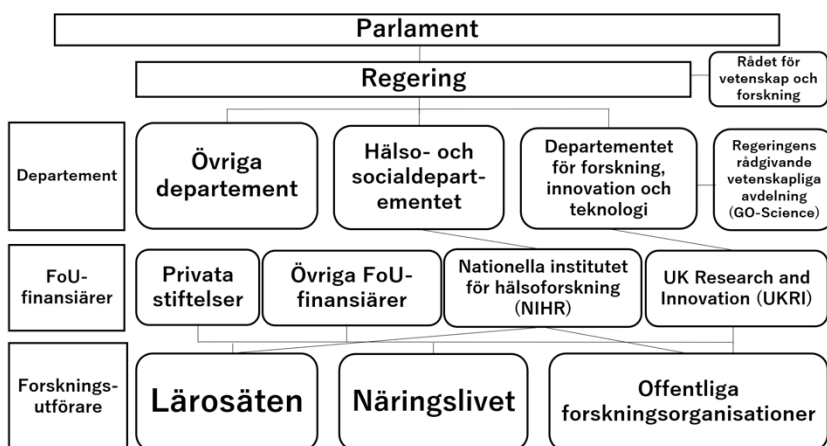 Parlament
Regering
Rådet för
vetenskap och
forskning
Departement
Övriga
departement
Hälso- och
socialdepart-
ementet
Departementet
för forskning,
innovation och
teknologi
Regeringens
rådgivande
vetenskapliga
avdelning
(GO-Science)
FoU-
finansiärer
Privata
stiftelser
Övriga FoU-
finansiärer
Nationella institutet
för hälsoforskning
(NIHR)
UK Research and
Innovation (UKRI)
Forsknings-
utförare
Lärosäten
Näringslivet
Offentliga
forskningsorganisationer